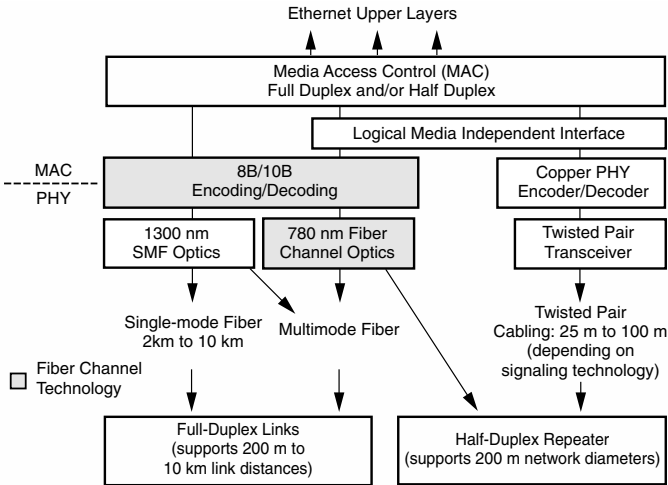 Ethernet Upper Layers
Media Access Control (MAC)
Full Duplex and/or Half Duplex
Logical Media Independent Interface
MAC
PHY
8B/10B
Encoding/Decoding
Copper PHY
Encoder/Decoder
1300 nm
SMF Optics
780 nm Fiber
Channel Optics
Twisted Pair
Transceiver
Single-mode Fiber
2km to 10 km
Multimode Fiber
Twisted Pair
Cabling: 25 m to 100 m
(depending on
signaling technology)
Fiber Channel
Technology
Full-Duplex Links
(supports 200 m to
10 km link distances)
Half-Duplex Repeater
(supports 200 m network diameters)